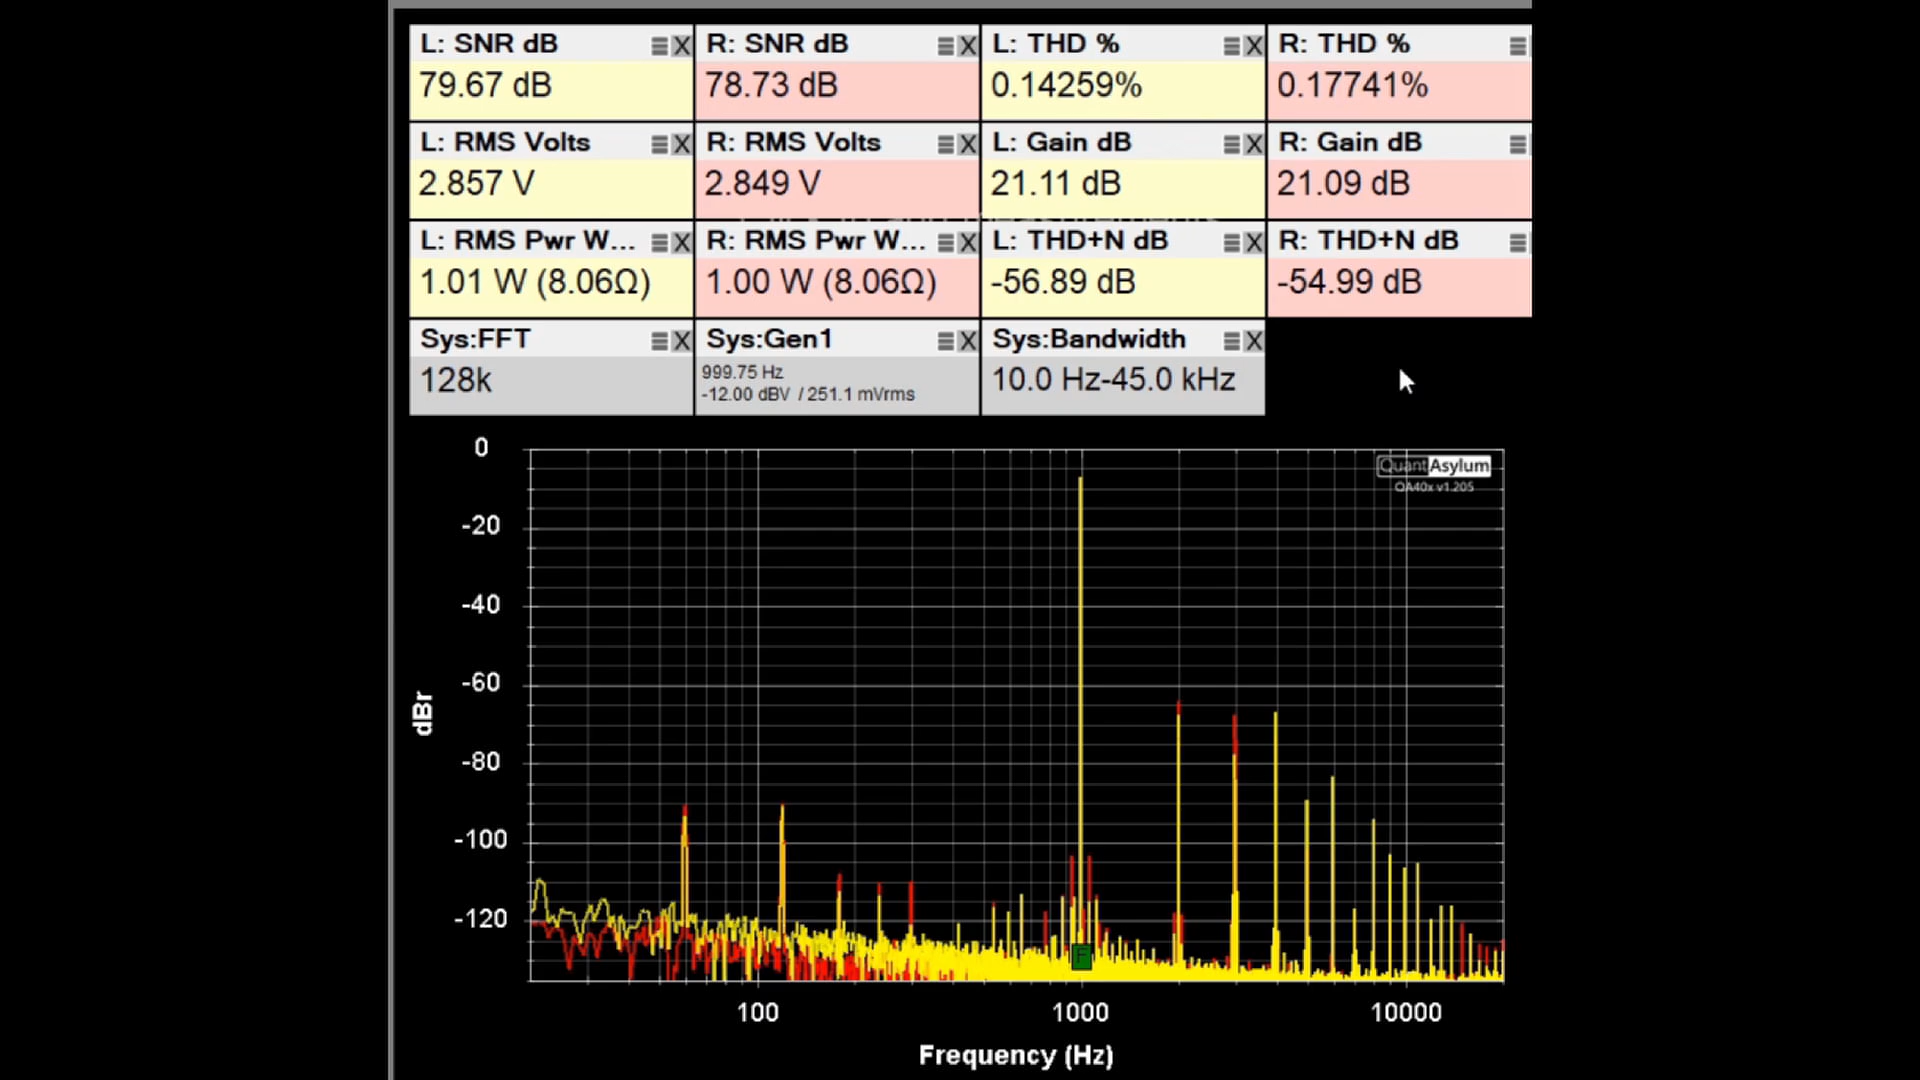 L: SNR dB X R: SNR dB X L: THD % X R: THD %
79.67 dB 78.73 dB 0.14259% 0.17741%
L: RMS Volts X R: RMS Volts X L: Gain dB X R: Gain dB
2.857 V 2.849 V 21.11 dB 21.09 dB
L: RMS Pwr W... X R: RMS Pwr W... X L: THD+N dB X R: THD+N dB
1.01 W (8.06Ω) 1.00 W (8.06Ω) -56.89 dB -54.99 dB
Sys:FFT X Sys:Gen1 X Sys:Bandwidth X
128k 999.75 Hz 10.0 Hz-45.0 kHz
-12.00 dBV / 251.1 mVrms
0
QuantAsylum
QA40x v1.205
-20
-40
-60
dBr
-80
-100
-120
F
100 1000 10000
Frequency (Hz)